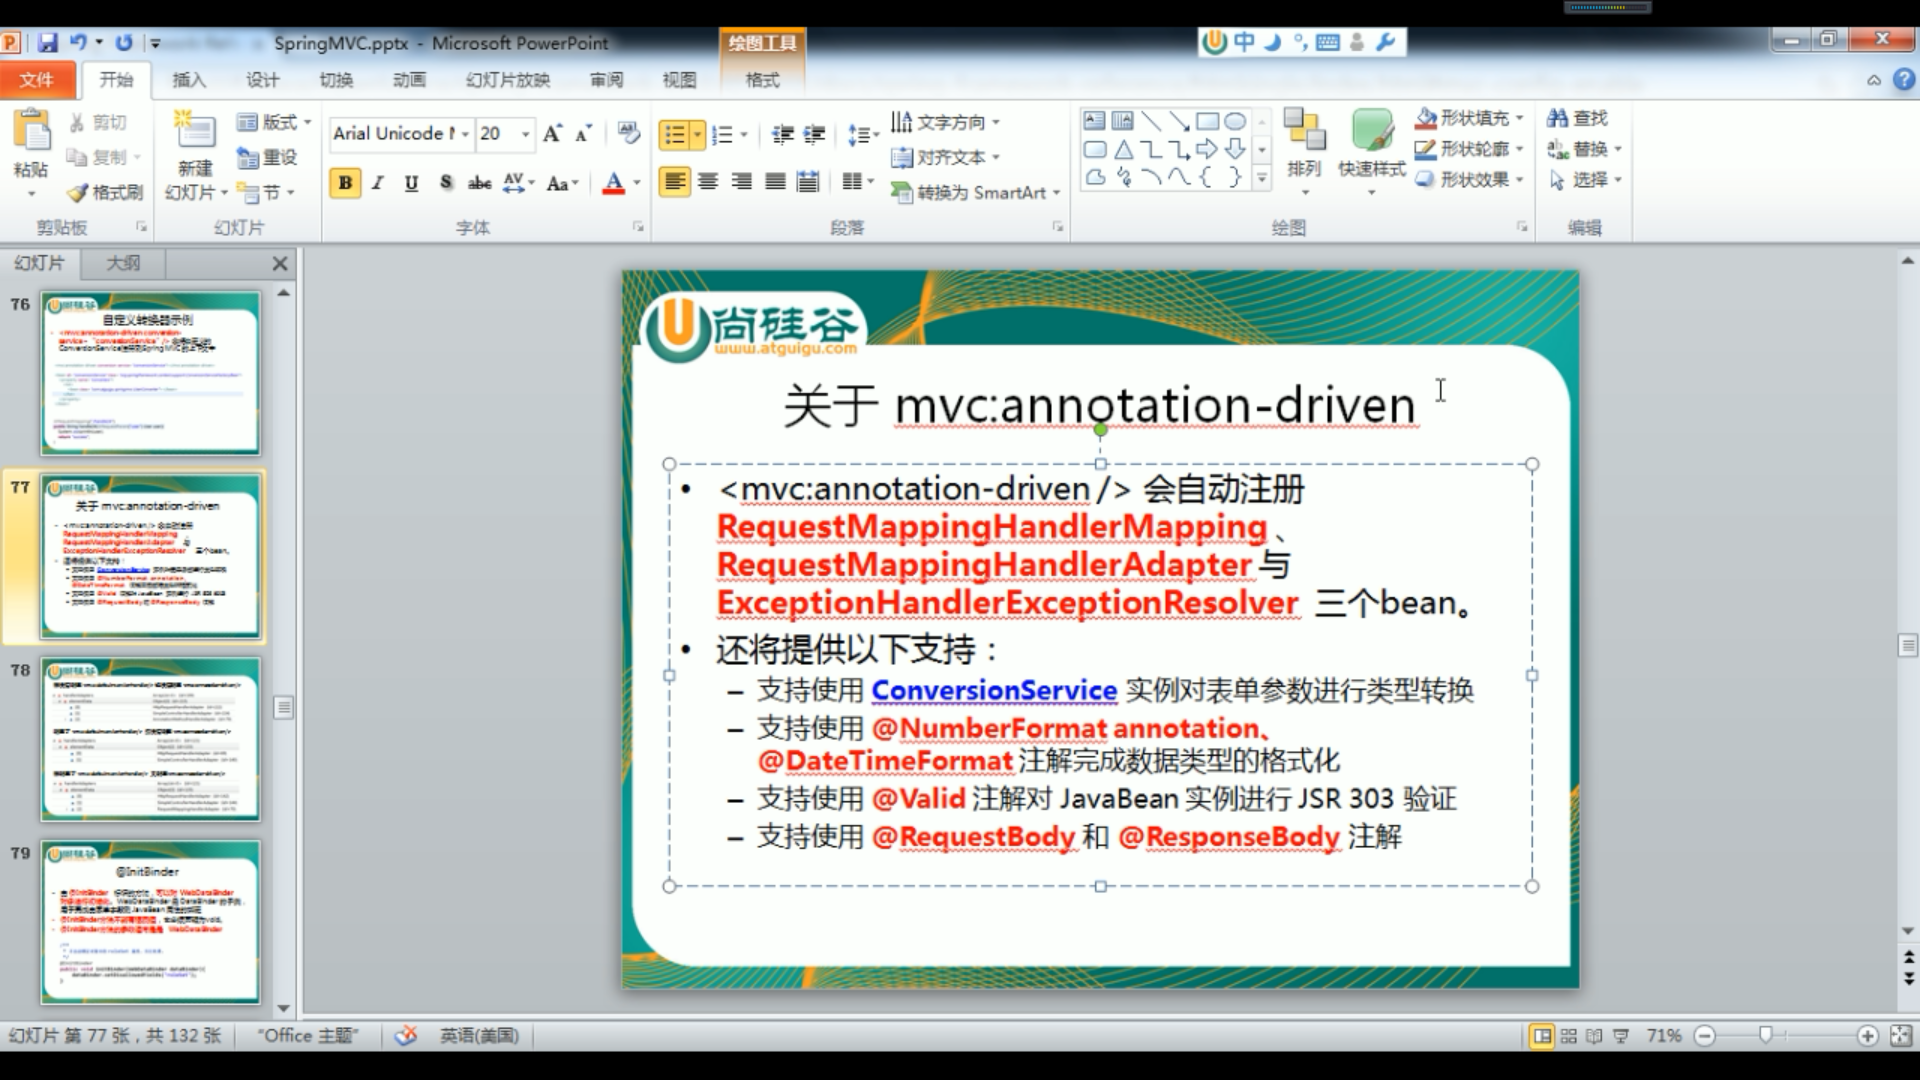 SpringMVC.pptx - Microsoft PowerPoint
绘图工具
中
文件 开始 插入 设计 切换 动画 幻灯片放映 审阅 视图 格式
粘贴
剪切
复制
格式刷
剪贴板
新建
幻灯片
版式
重设
节
幻灯片
Arial Unicode 20
B I U S abc AV Aa A
字体
文字方向
对齐文本
转换为 SmartArt
段落
排列
快速样式
形状填充
形状轮廓
形状效果
绘图
查找
替换
选择
编辑
幻灯片 大纲
76
自定义转换器示例
77
关于 mvc:annotation-driven
78
79
@InitBinder
尚硅谷
www.atguigu.com
关于 mvc:annotation-driven
• <mvc:annotation-driven /> 会自动注册
RequestMappingHandlerMapping 、
RequestMappingHandlerAdapter 与
ExceptionHandlerExceptionResolver 三个bean。
• 还将提供以下支持：
– 支持使用 ConversionService 实例对表单参数进行类型转换
– 支持使用 @NumberFormat annotation、
@DateTimeFormat 注解完成数据类型的格式化
– 支持使用 @Valid 注解对 JavaBean 实例进行 JSR 303 验证
– 支持使用 @RequestBody 和 @ResponseBody 注解
幻灯片 第 77 张，共 132 张 "Office 主题" 英语(美国) 71%